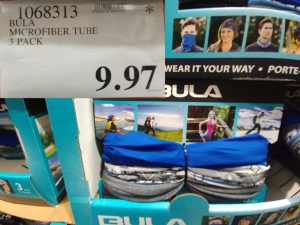 1068313 *
BULA
MICROFIBER TUBE
3 PACK
9.97
WEAR IT YOUR WAY • PORTE-
BULA
3
BULA